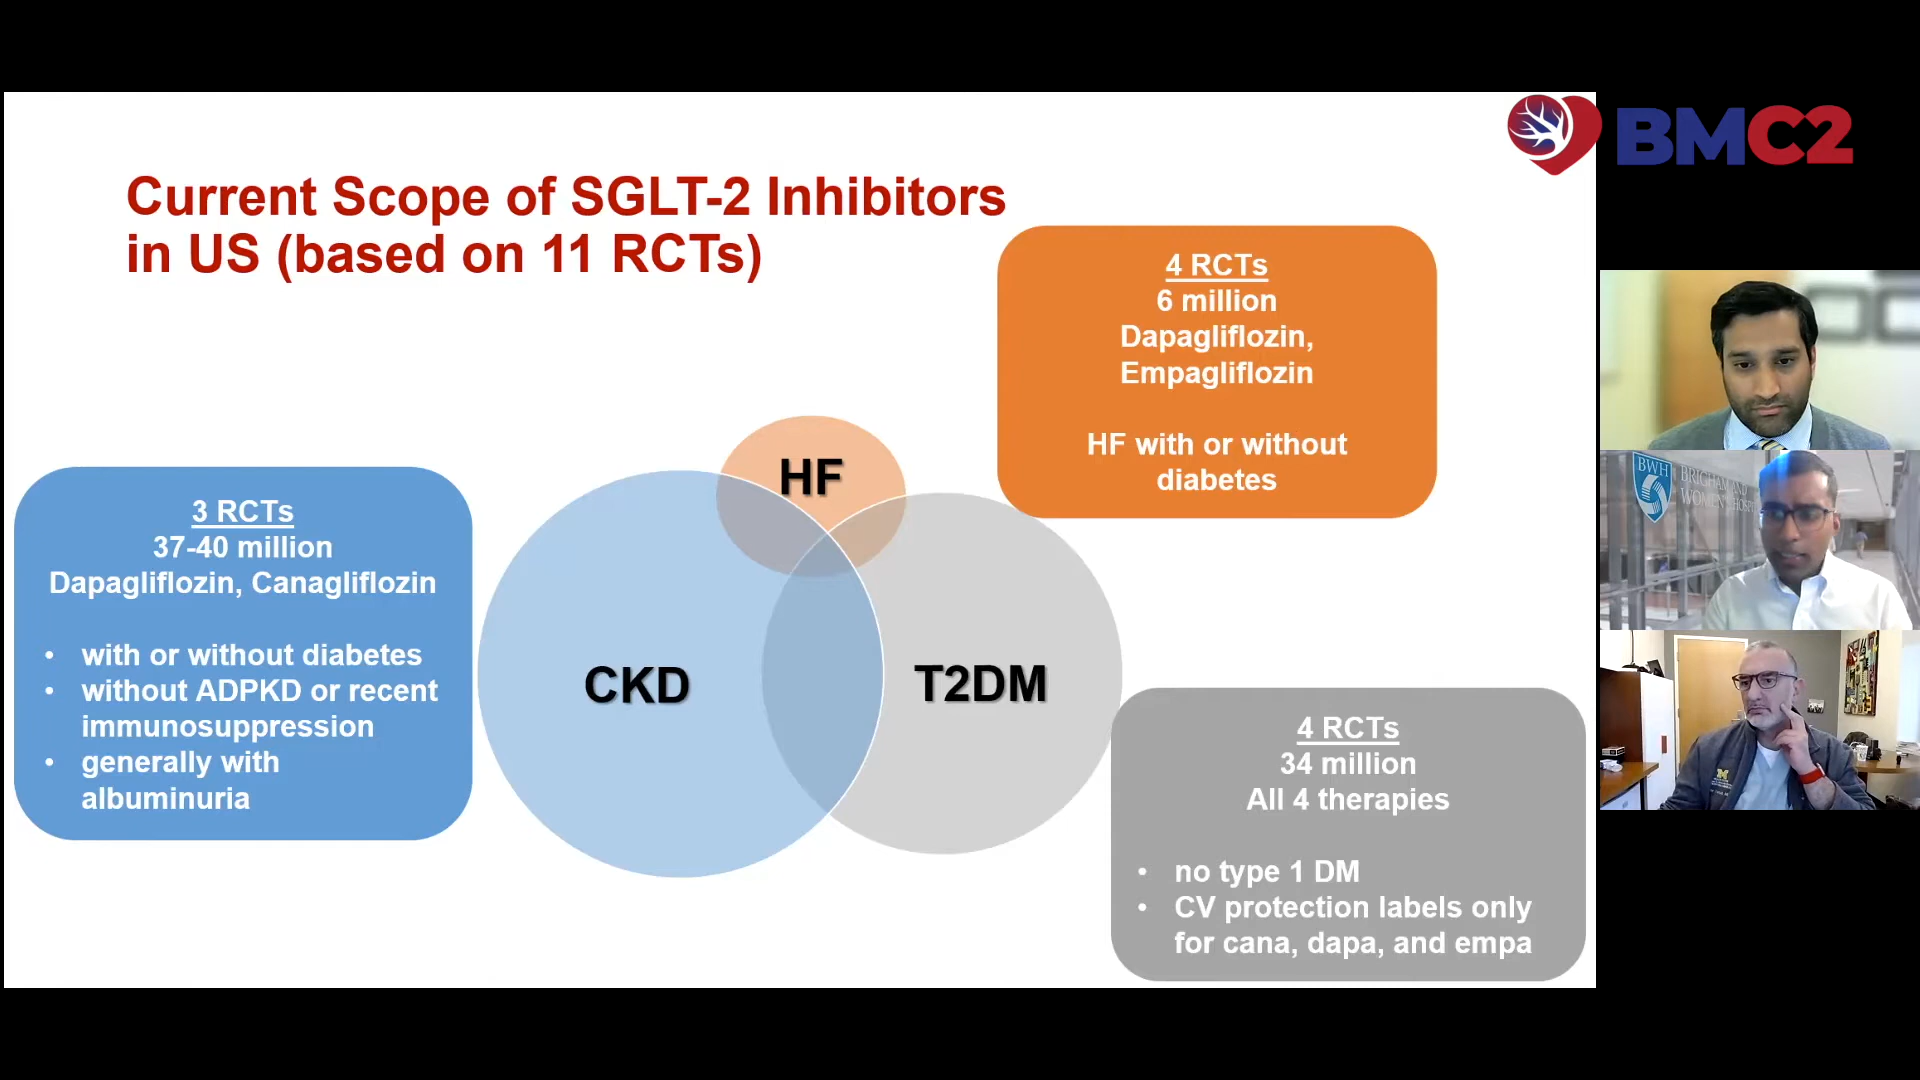 BMC2
Current Scope of SGLT-2 Inhibitors
in US (based on 11 RCTs)
4 RCTs
6 million
Dapagliflozin,
Empagliflozin
HF with or without
diabetes
3 RCTs
37-40 million
Dapagliflozin, Canagliflozin
• with or without diabetes
• without ADPKD or recent
immunosuppression
• generally with
albuminuria
HF
CKD
T2DM
4 RCTs
34 million
All 4 therapies
• no type 1 DM
• CV protection labels only
for cana, dapa, and empa
BWH
BRIGHAM AND
WOMEN'S
M